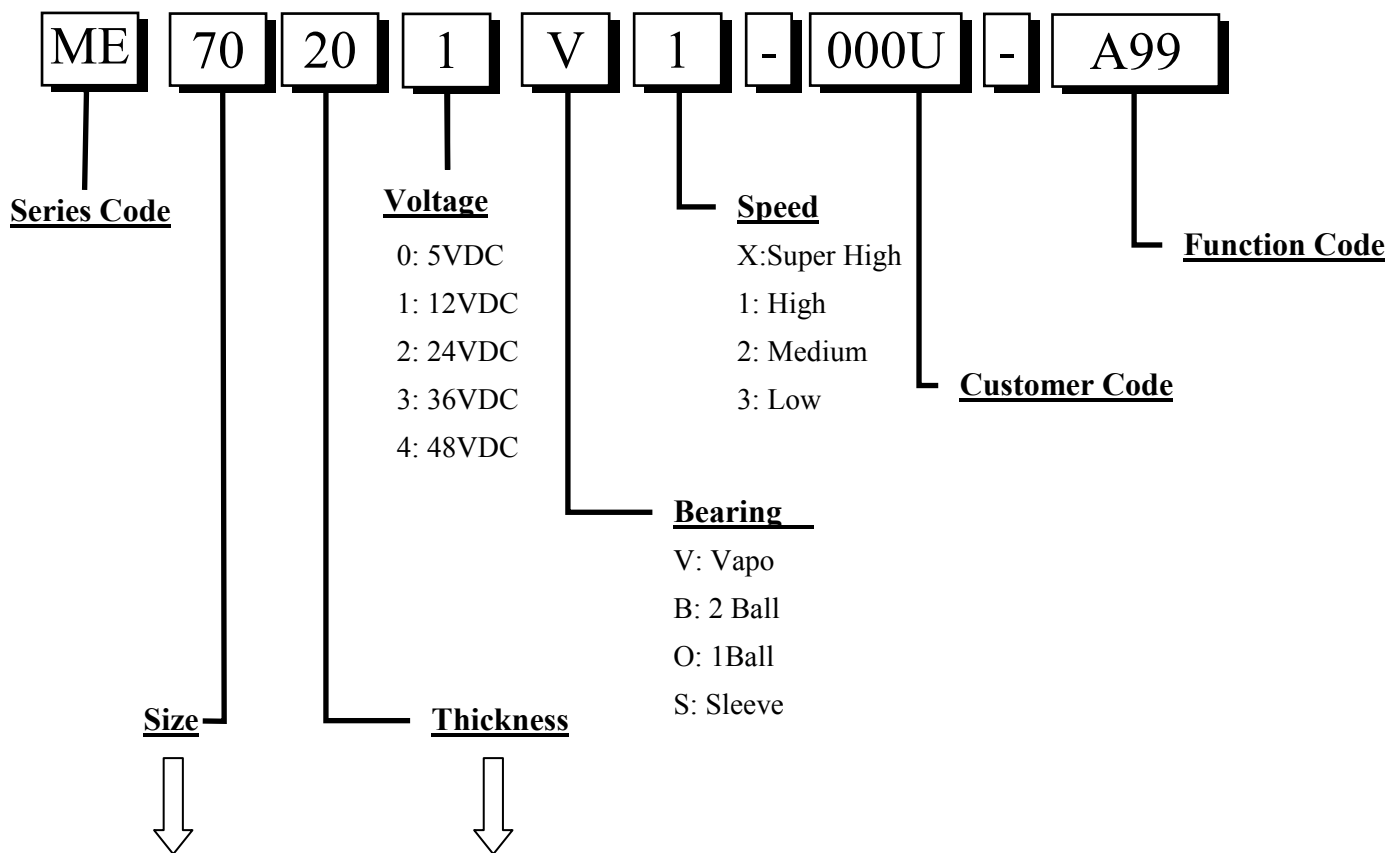 ME 70 20 1 V 1 - 000U - A99
Series Code
Voltage
0: 5VDC
1: 12VDC
2: 24VDC
3: 36VDC
4: 48VDC
Speed
X:Super High
1: High
2: Medium
3: Low
Function Code
Customer Code
Bearing
V: Vapo
B: 2 Ball
O: 1Ball
S: Sleeve
Size
Thickness